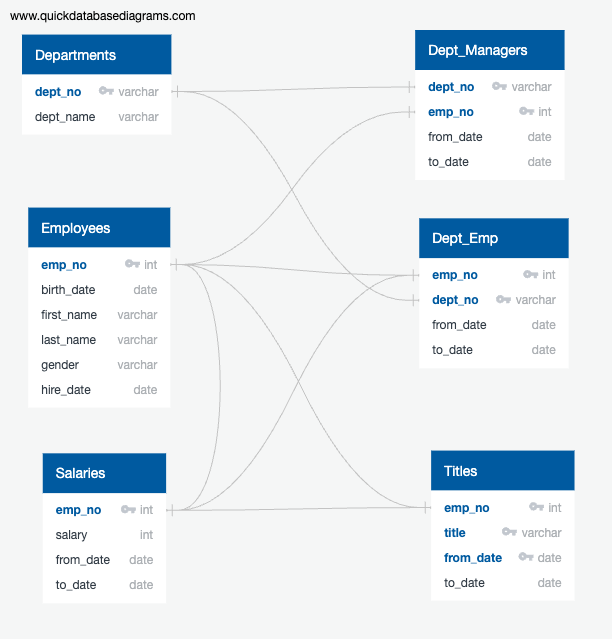 www.quickdatabasediagrams.com
Departments
dept_no varchar
dept_name varchar
Dept_Managers
dept_no varchar
emp_no int
from_date date
to_date date
Employees
emp_no int
birth_date date
first_name varchar
last_name varchar
gender varchar
hire_date date
Dept_Emp
emp_no int
dept_no varchar
from_date date
to_date date
Salaries
emp_no int
salary int
from_date date
to_date date
Titles
emp_no int
title varchar
from_date date
to_date date